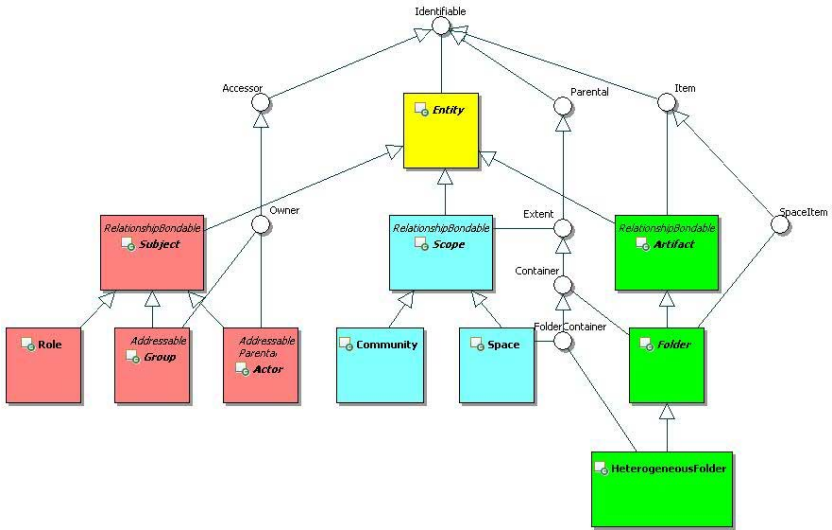 Identifiable
Accessor
Parental
Item
Entity
Owner
Extent
SpaceItem
RelationshipBondable
Subject
RelationshipBondable
Scope
RelationshipBondable
Artifact
Container
FolderContainer
Role
Addressable
Group
Addressable
Parental
Actor
Community
Space
Folder
HeterogeneousFolder